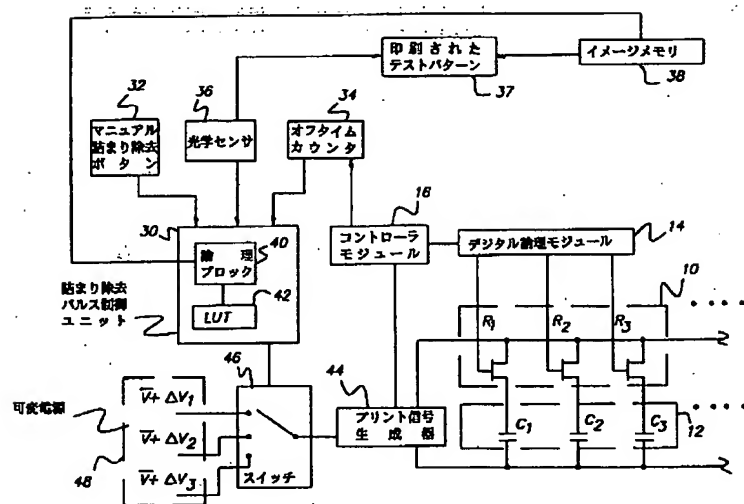 印刷された
テストパターン
37
イメージメモリ
38
32
マニュアル
詰まり除去
ボタン
36
光学センサ
34
オフタイム
カウンタ
30
論理
ブロック
40
LUT
42
詰まり除去
パルス制御
ユニット
16
コントローラ
モジュール
デジタル論理モジュール
14
10
R1
R2
R3
46
44
プリント信号
生成器
C1
C2
C3
12
可変電源
48
V+ΔV1
V+ΔV2
V+ΔV3
スイッチ